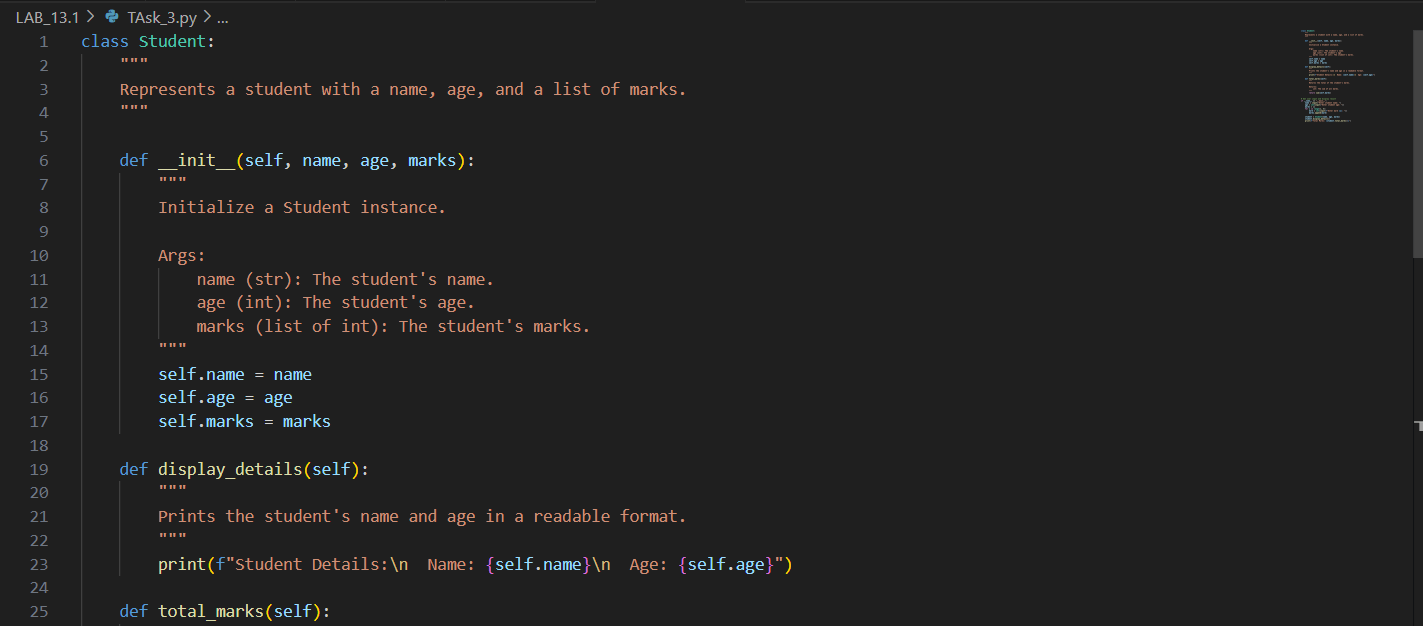 LAB_13.1 > TAsk_3.py > ...
1 class Student:
2     """
3     Represents a student with a name, age, and a list of marks.
4     """
5
6     def __init__(self, name, age, marks):
7         """
8         Initialize a Student instance.
9
10         Args:
11             name (str): The student's name.
12             age (int): The student's age.
13             marks (list of int): The student's marks.
14         """
15         self.name = name
16         self.age = age
17         self.marks = marks
18
19     def display_details(self):
20         """
21         Prints the student's name and age in a readable format.
22         """
23         print(f"Student Details:\n  Name: {self.name}\n  Age: {self.age}")
24
25     def total_marks(self):